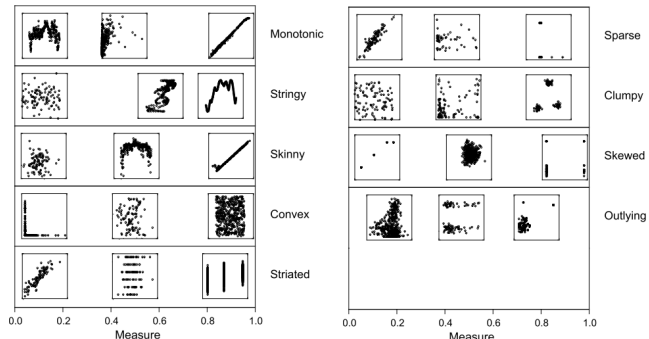 Monotonic
Stringy
Skinny
Convex
Striated
0.0 0.2 0.4 0.6 0.8 1.0
Measure
Sparse
Clumpy
Skewed
Outlying
0.0 0.2 0.4 0.6 0.8 1.0
Measure